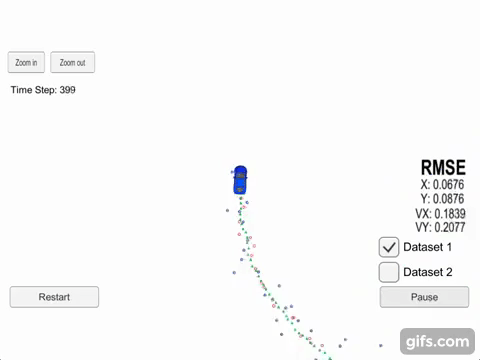 Zoom in
Zoom out
Time Step: 399
RMSE
X: 0.0676
Y: 0.0876
VX: 0.1839
VY: 0.2077
Dataset 1
Dataset 2
Restart
Pause
gifs.com